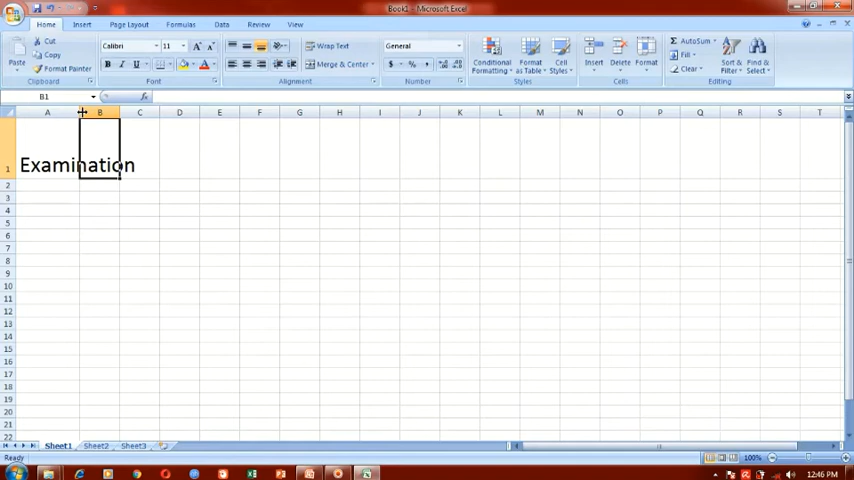 Book1 - Microsoft Excel
Home Insert Page Layout Formulas Data Review View
Cut Calibri 11 Wrap Text General AutoSum
Copy Fill
Paste Format Painter B I U Merge & Center $ % , Conditional Formatting Format as Table Cell Styles Insert Delete Format Clear Sort & Filter Find & Select
Clipboard Font Alignment Number Styles Cells Editing
B1 fx
A B C D E F G H I J K L M N O P Q R S T
1 Examination
2
3
4
5
6
7
8
9
10
11
12
13
14
15
16
17
18
19
20
21
22
Sheet1 Sheet2 Sheet3
Ready 100%
12:46 PM